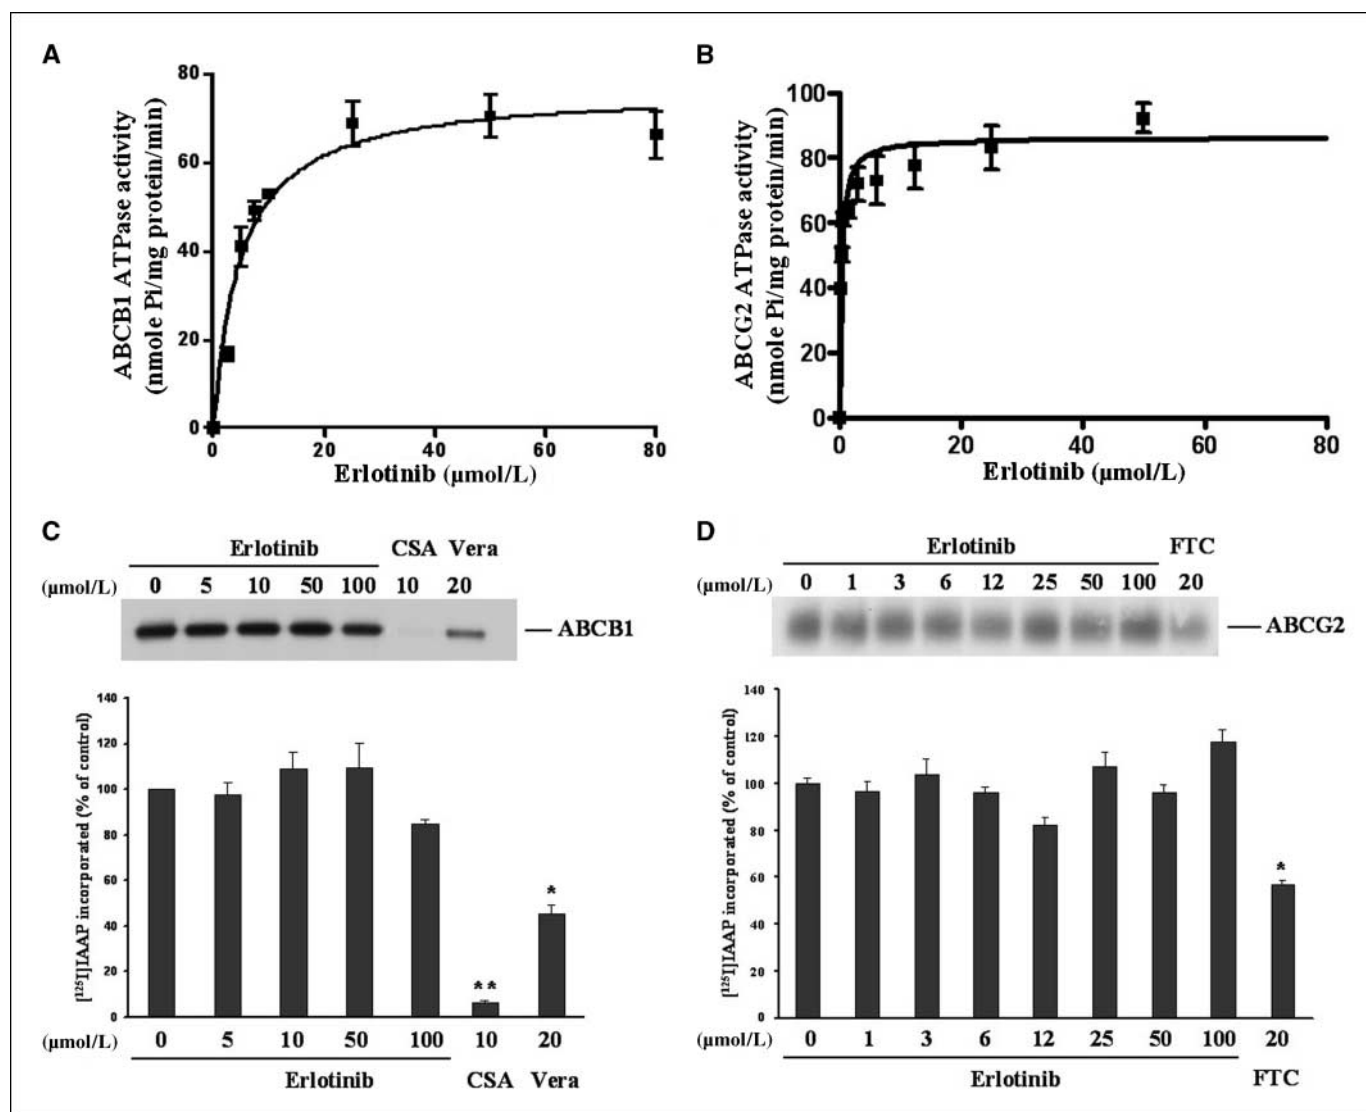 A
ABCB1 ATPase activity
(nmole Pi/mg protein/min)
80
60
40
20
0
0 20 40 60 80
Erlotinib (μmol/L)
B
ABCG2 ATPase activity
(nmole Pi/mg protein/min)
100
80
60
40
20
0
0 20 40 60 80
Erlotinib (μmol/L)
C
Erlotinib CSA Vera
(μmol/L) 0 5 10 50 100 10 20
ABCB1
[¹²⁵I]IAAP incorporated (% of control)
140
120
100
80
60
40
20
0
** *
(μmol/L) 0 5 10 50 100 10 20
Erlotinib CSA Vera
D
Erlotinib FTC
(μmol/L) 0 1 3 6 12 25 50 100 20
ABCG2
[¹²⁵I]IAAP incorporated (% of control)
140
120
100
80
60
40
20
0
*
(μmol/L) 0 1 3 6 12 25 50 100 20
Erlotinib FTC